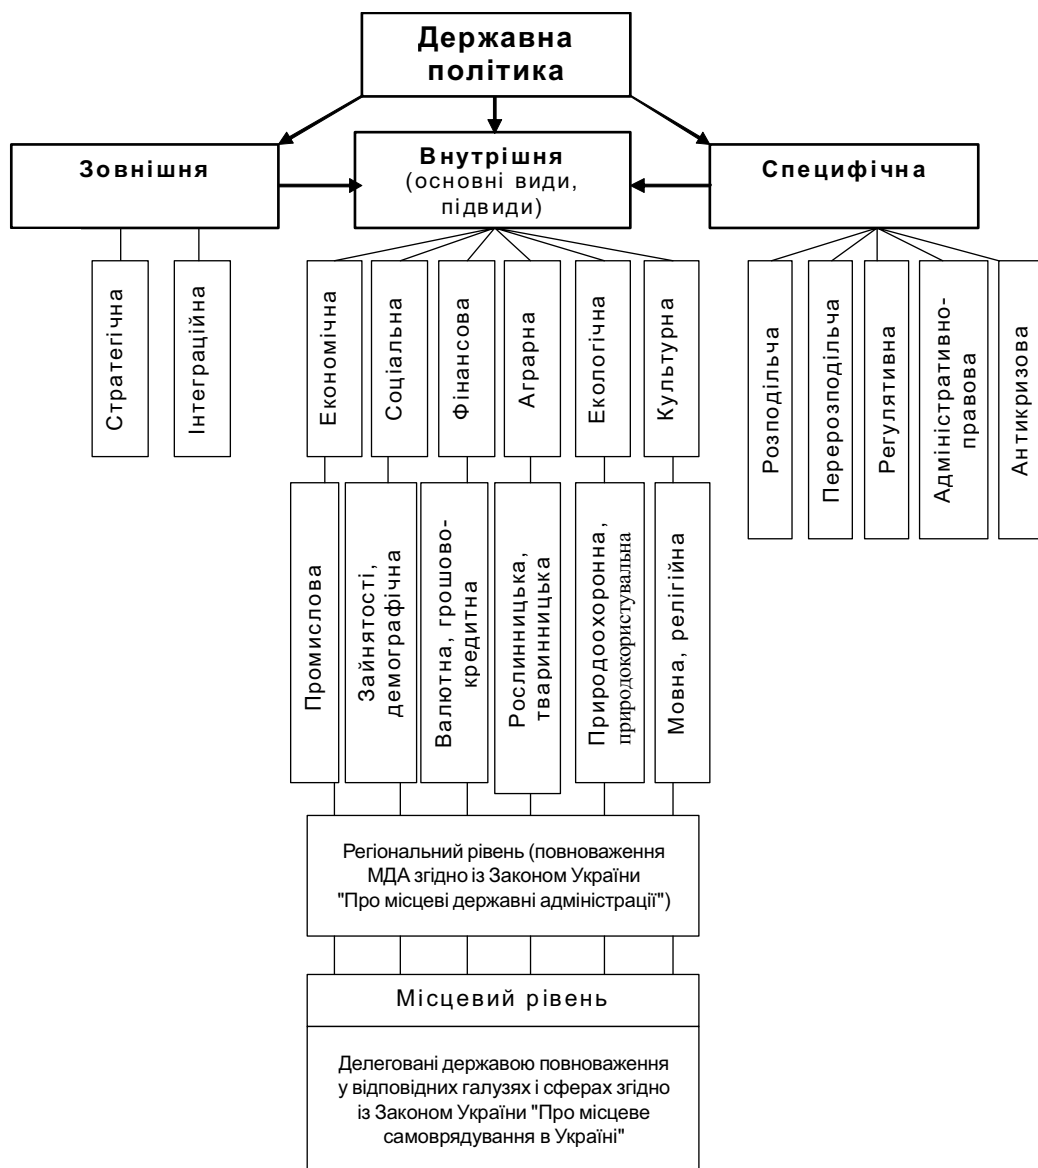 Державна
політика
Зовнішня
Внутрішня
(основні види,
підвиди)
Специфічна
Стратегічна
Інтеграційна
Економічна
Соціальна
Фінансова
Аграрна
Екологічна
Культурна
Розподільча
Перерозподільча
Регулятивна
Адміністративно-
правова
Антикризова
Промислова
Зайнятості,
демографічна
Валютна, грошово-
кредитна
Рослинницька,
тваринницька
Природоохоронна,
природокористувальна
Мовна, релігійна
Регіональний рівень (повноваження
МДА згідно із Законом України
"Про місцеві державні адміністрації")
Місцевий рівень
Делеговані державою повноваження
у відповідних галузях і сферах згідно
із Законом України "Про місцеве
самоврядування в Україні"